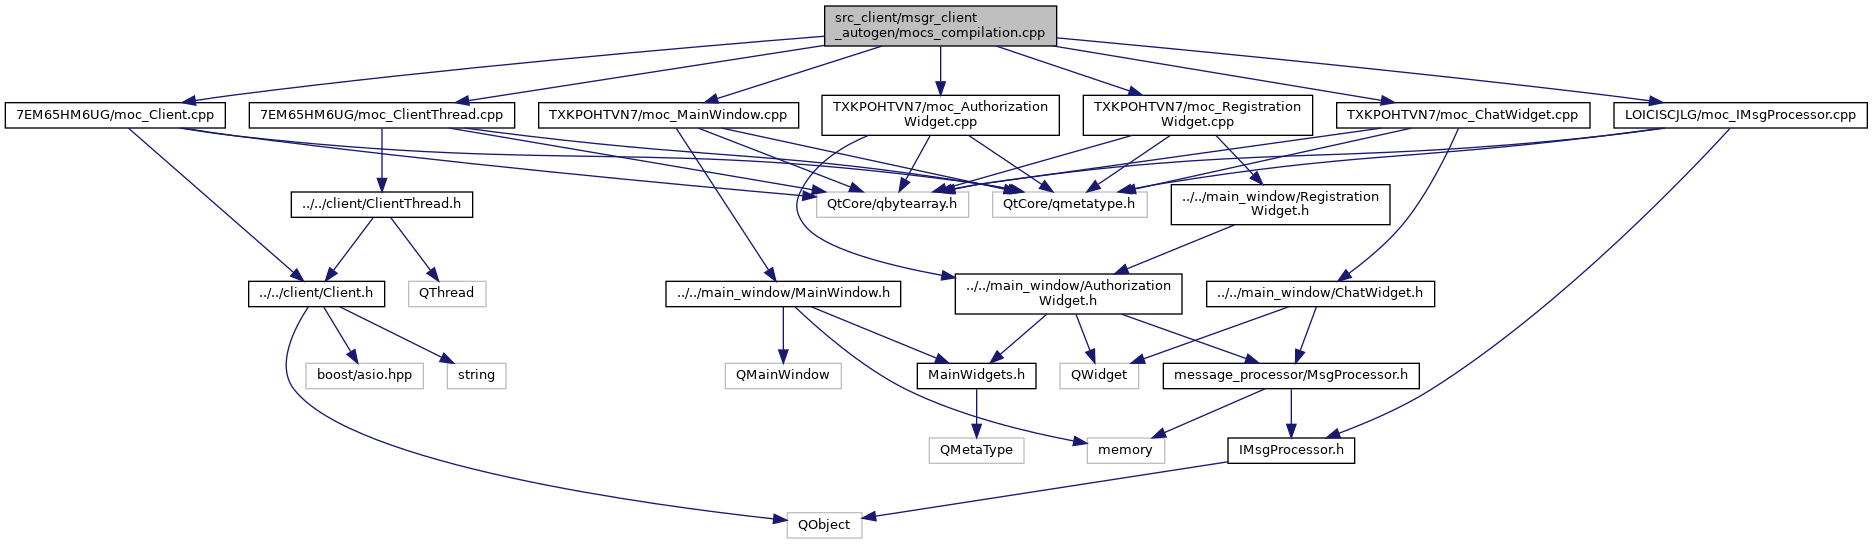 src_client/msgr_client
_autogen/mocs_compilation.cpp
7EM65HM6UG/moc_Client.cpp
7EM65HM6UG/moc_ClientThread.cpp
TXKPOHTVN7/moc_MainWindow.cpp
TXKPOHTVN7/moc_Authorization
Widget.cpp
TXKPOHTVN7/moc_Registration
Widget.cpp
TXKPOHTVN7/moc_ChatWidget.cpp
LOICISCJLG/moc_IMsgProcessor.cpp
../../client/ClientThread.h
QtCore/qbytearray.h
QtCore/qmetatype.h
../../main_window/Registration
Widget.h
../../client/Client.h
QThread
../../main_window/MainWindow.h
../../main_window/Authorization
Widget.h
../../main_window/ChatWidget.h
boost/asio.hpp
string
QMainWindow
MainWidgets.h
QWidget
message_processor/MsgProcessor.h
QMetaType
memory
IMsgProcessor.h
QObject